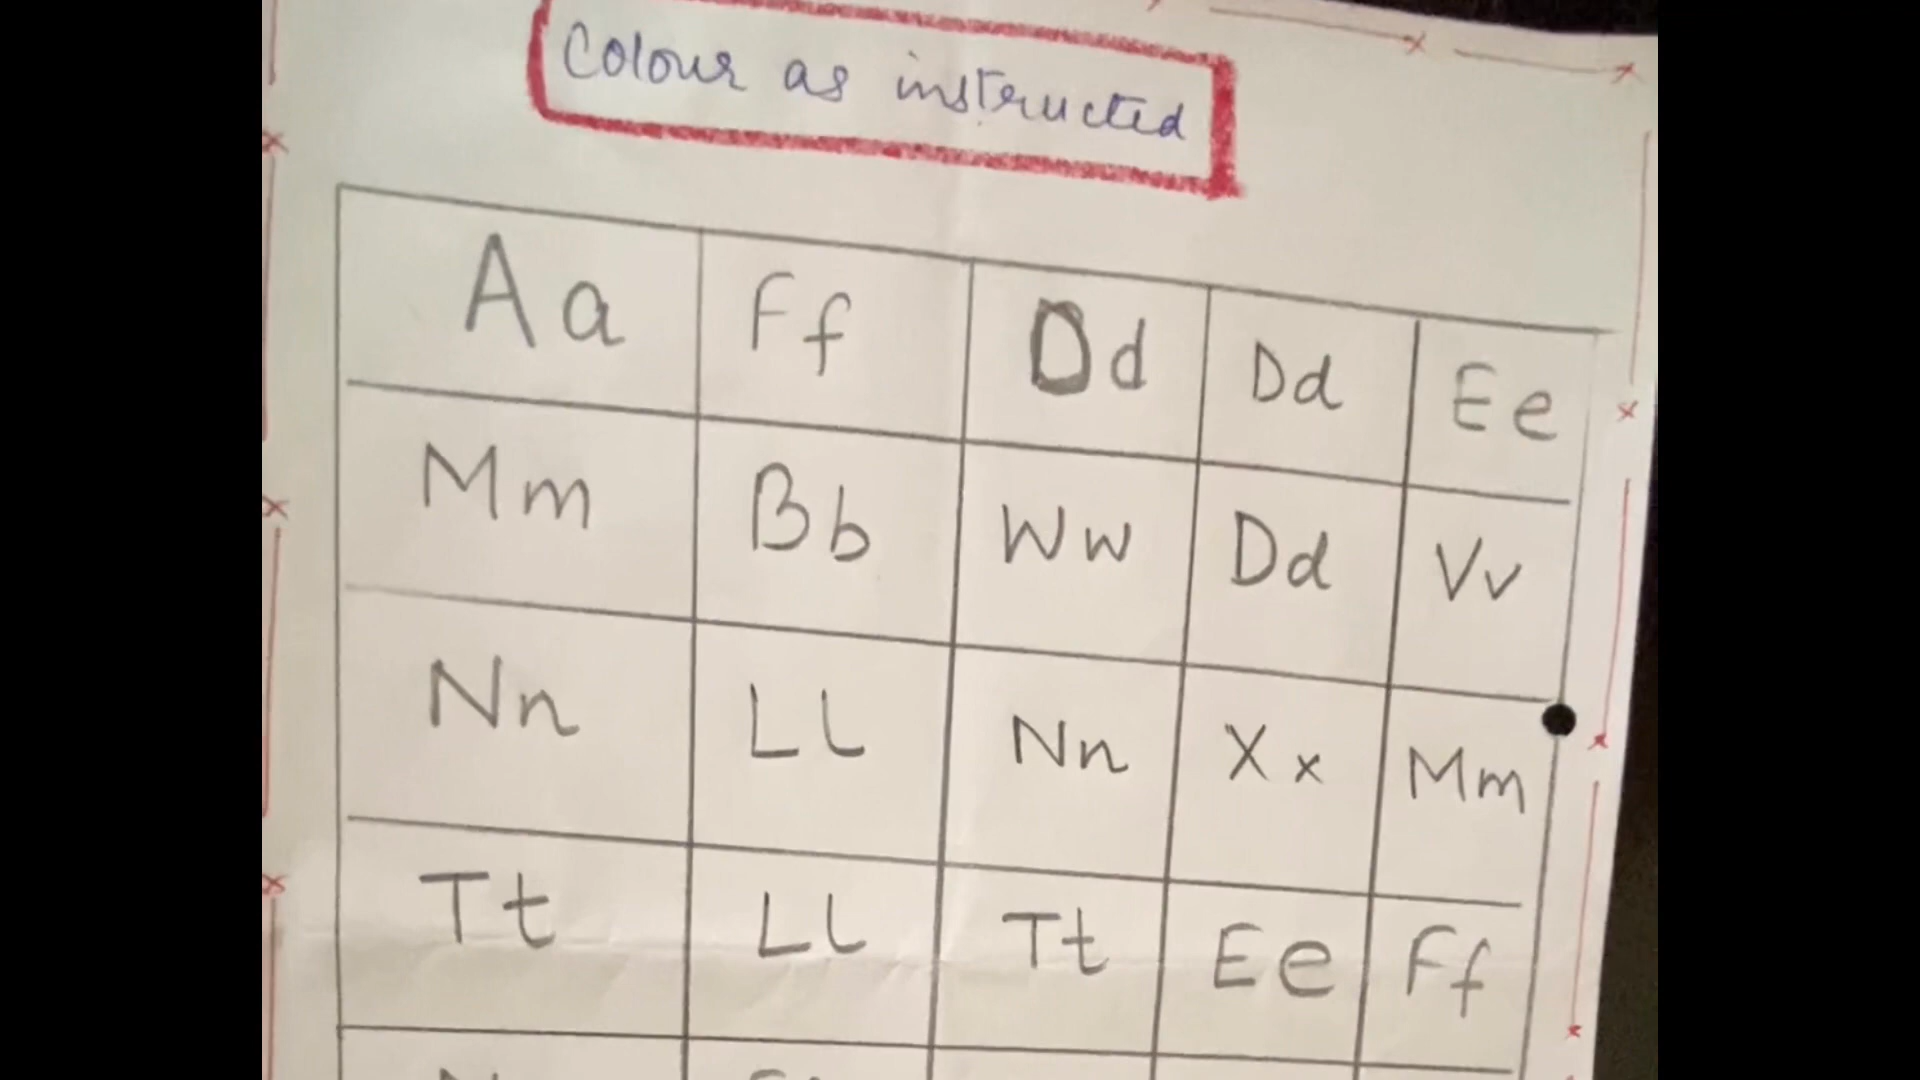 Colour as instructed
Aa Ff Dd Dd Ee
Mm Bb Ww Dd Vv
Nn Ll Nn Xx Mm
Tt Ll Tt Ee Ff